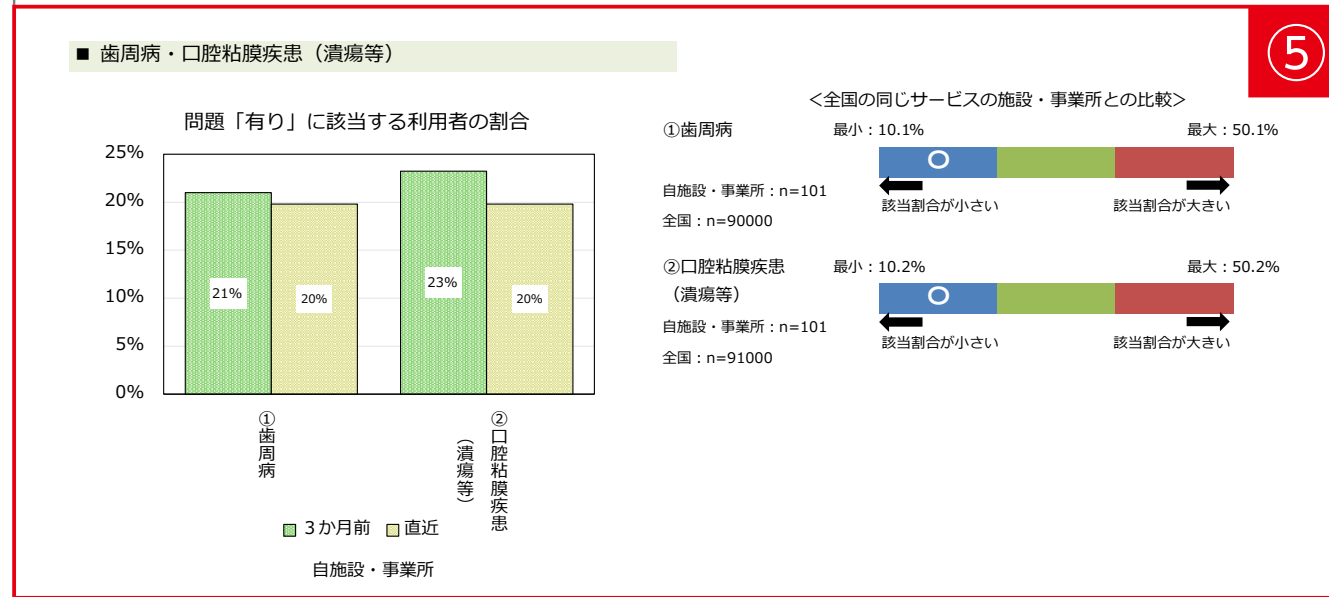 ⑤
■ 歯周病・口腔粘膜疾患（潰瘍等）
問題「有り」に該当する利用者の割合
25%
20%
15%
10%
5%
0%
21%
20%
23%
20%
①歯周病
②口腔粘膜疾患
（潰瘍等）
３か月前 直近
自施設・事業所
＜全国の同じサービスの施設・事業所との比較＞
①歯周病 最小：10.1% 最大：50.1%
自施設・事業所：n=101
該当割合が小さい 該当割合が大きい
全国：n=90000
②口腔粘膜疾患 最小：10.2% 最大：50.2%
（潰瘍等）
自施設・事業所：n=101
該当割合が小さい 該当割合が大きい
全国：n=91000